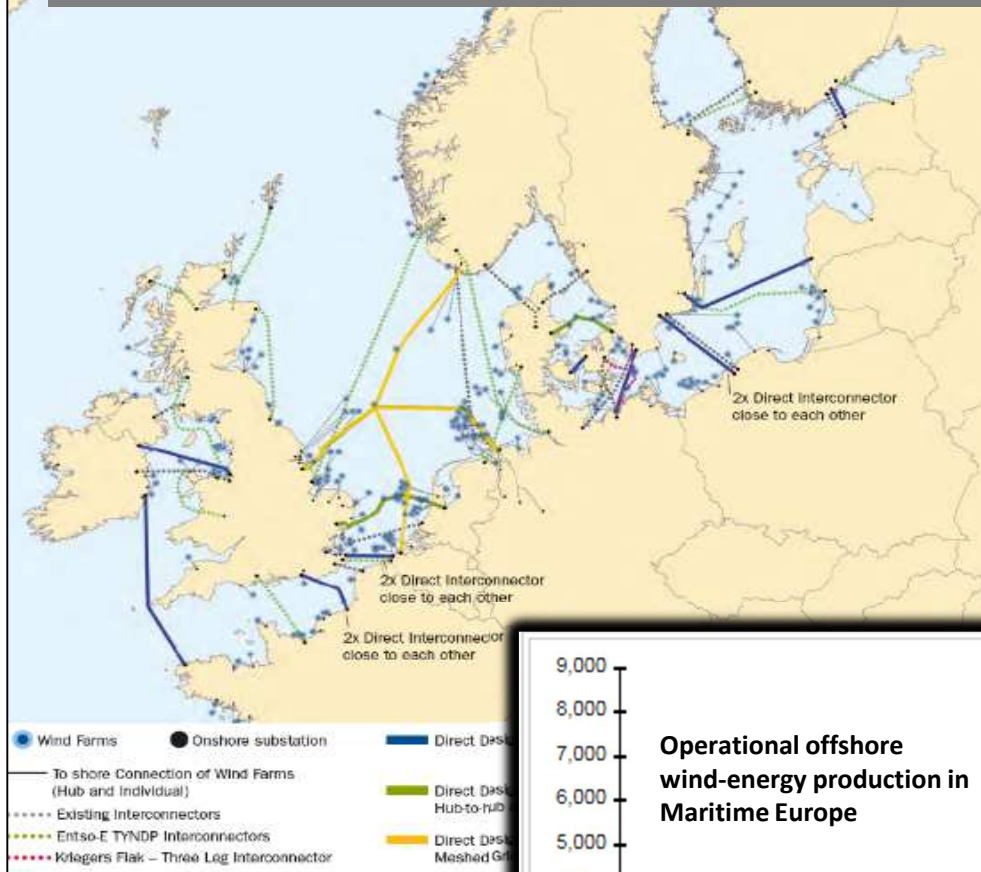 2x Direct Interconnector
close to each other
2x Direct Interconnector
close to each other
2x Direct Interconnector
close to each other
Wind Farms
Onshore substation
To shore Connection of Wind Farms
(Hub and Individual)
Existing Interconnectors
Entso-E TYNDP Interconnectors
Kriegers Flak – Three Leg Interconnector
Direct
Direct
Hub-to-hub
Direct
Meshed
9,000
8,000
7,000
6,000
5,000
Operational offshore
wind-energy production in
Maritime Europe